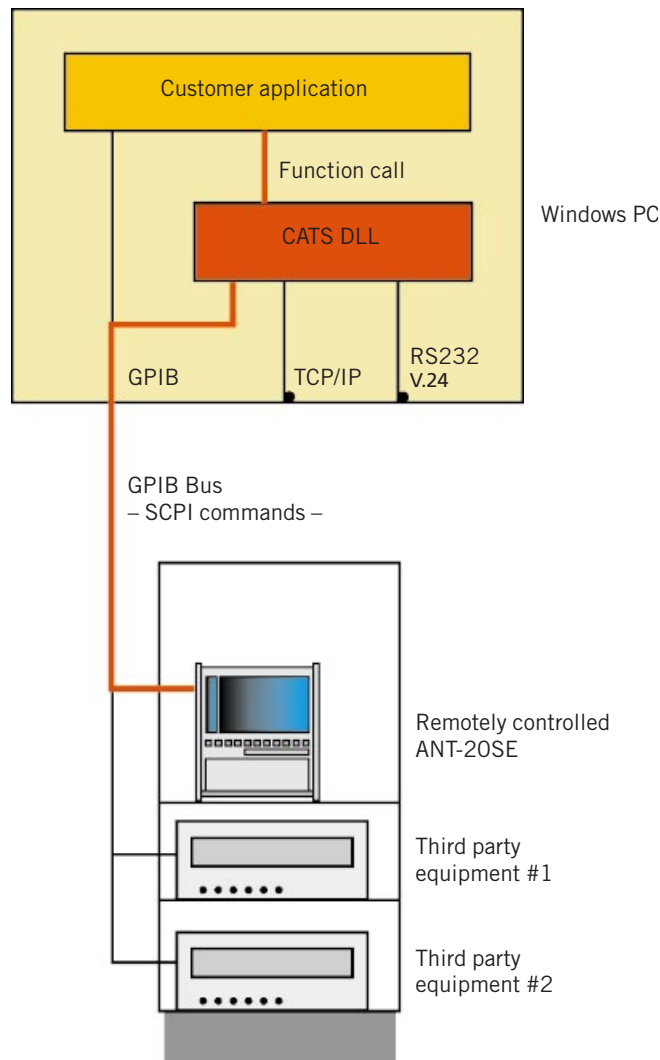 Customer application
Function call
CATS DLL
Windows PC
GPIB
TCP/IP
RS232
V.24
GPIB Bus
– SCPI commands –
Remotely controlled
ANT-20SE
Third party
equipment #1
Third party
equipment #2